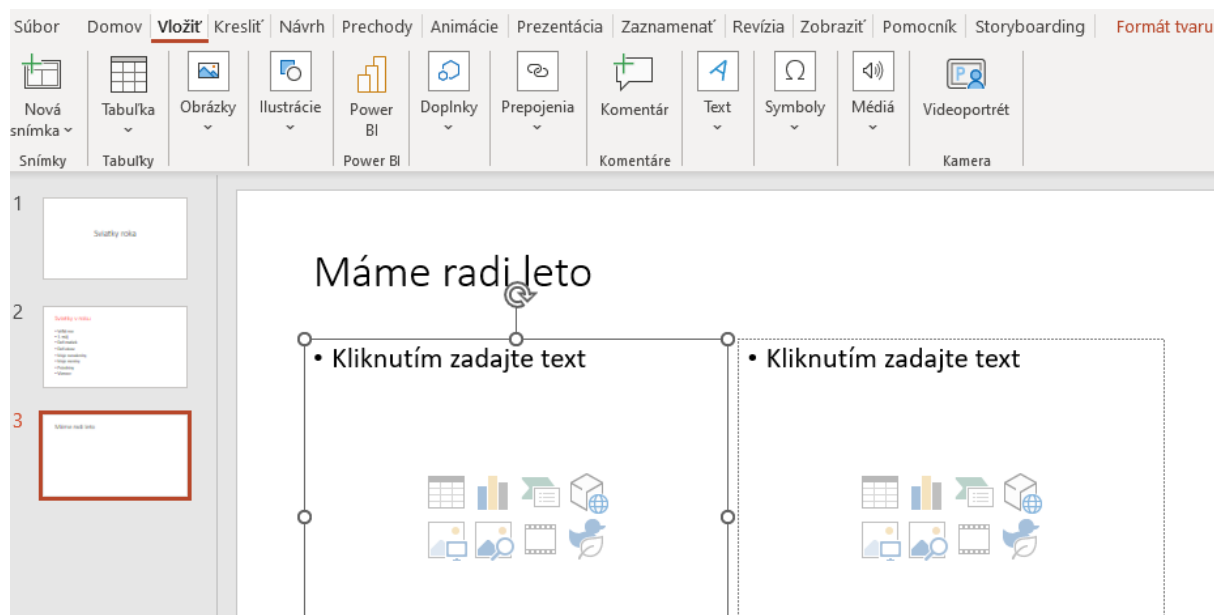 Súbor Domov Vložiť Kresliť Návrh Prechody Animácie Prezentácia Zaznamenať Revízia Zobraziť Pomocník Storyboarding Formát tvaru
Nová snímka
Tabuľka
Obrázky
Ilustrácie
Power BI
Doplnky
Prepojenia
Komentár
Text
Symboly
Médiá
Videoportrét
Snímky Tabuľky Power BI Komentáre Kamera
1
Sviatky roka
2
3
Máme radi leto
Máme radi leto
• Kliknutím zadajte text
• Kliknutím zadajte text